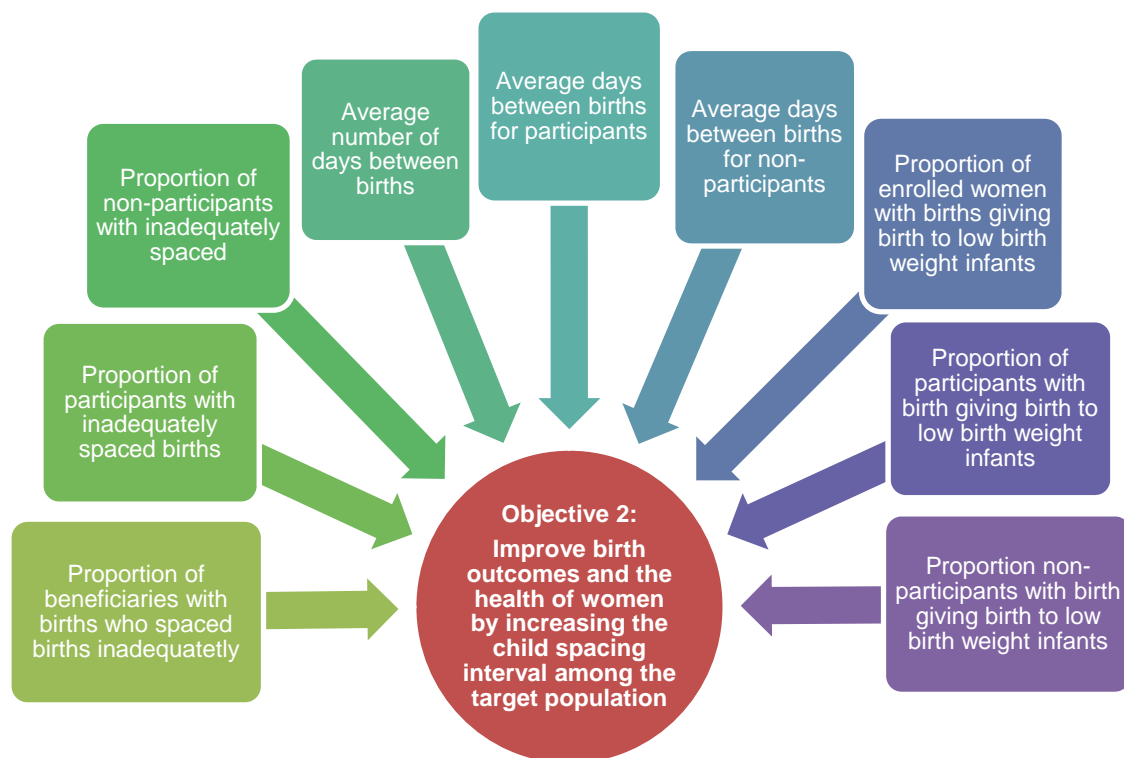 Proportion of
beneficiaries with
births who spaced
births inadequatetly
Proportion of
participants with
inadequately
spaced births
Proportion of
non-participants
with inadequately
spaced
Average
number of
days between
births
Average days
between births
for participants
Average days
between births
for non-
participants
Proportion of
enrolled women
with births giving
birth to low birth
weight infants
Proportion of
participants with
birth giving birth to
low birth weight
infants
Proportion non-
participants with birth
giving birth to low
birth weight infants
Objective 2:
Improve birth
outcomes and the
health of women
by increasing the
child spacing
interval among the
target population